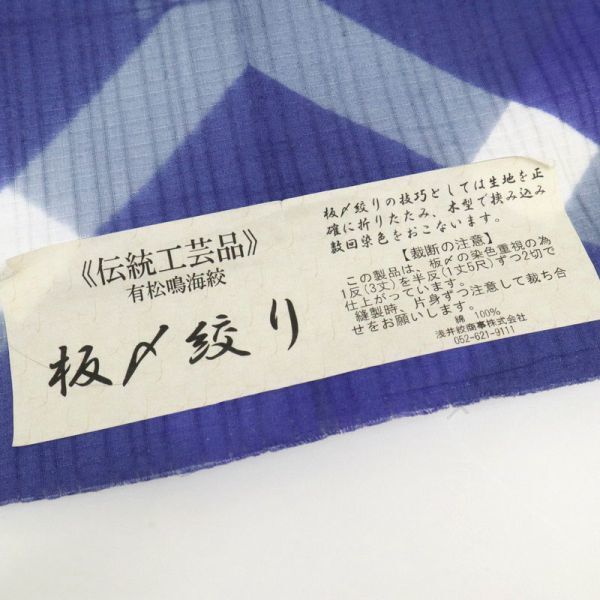 《伝統工芸品》
有松鳴海絞
板〆絞り
板〆絞りの技巧としては生地を正
確に折りたたみ、木型で挟み込み
数回染色をおこないます。
【裁断の注意】
この製品は、板〆の染色重視の為
1反(3丈)を半反(1丈5尺)ずつ2切で
仕上がっています。
縫製時、片身ずつ注意して裁ち合
せをお願いします。
綿 100%
浅井絞商事株式会社
052-621-9111